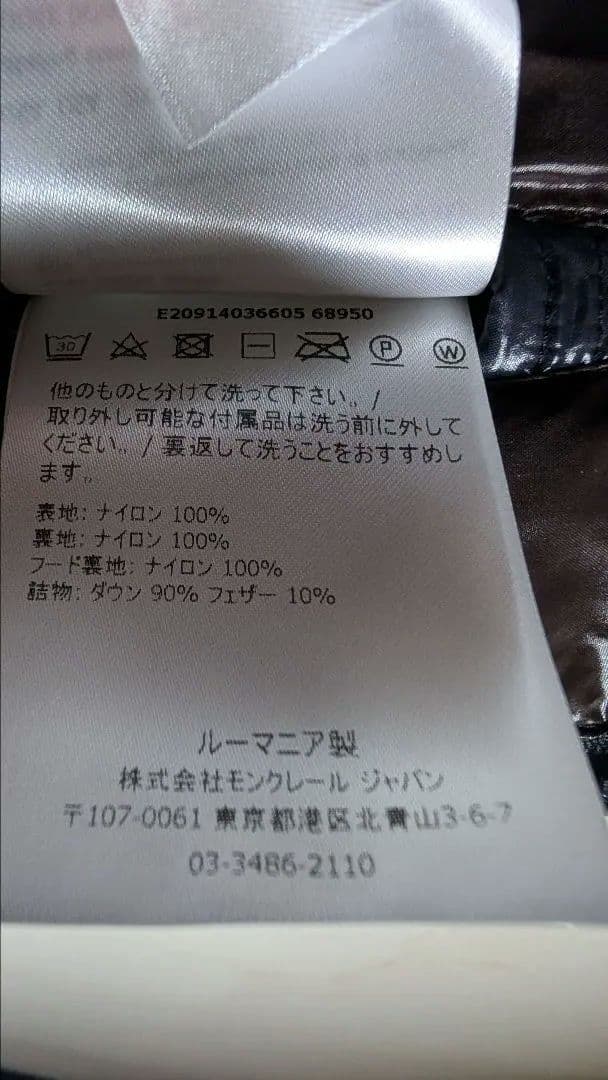 E20914036605 68950
30
P
W
他のものと分けて洗って下さい。/
取り外し可能な付属品は洗う前に外して
ください。/ 裏返して洗うことをおすすめし
ます。
表地: ナイロン 100%
裏地: ナイロン 100%
フード裏地: ナイロン 100%
詰物: ダウン 90% フェザー 10%
ルーマニア製
株式会社モンクレール ジャパン
〒107-0061 東京都港区北青山3-6-7
03-3486-2110